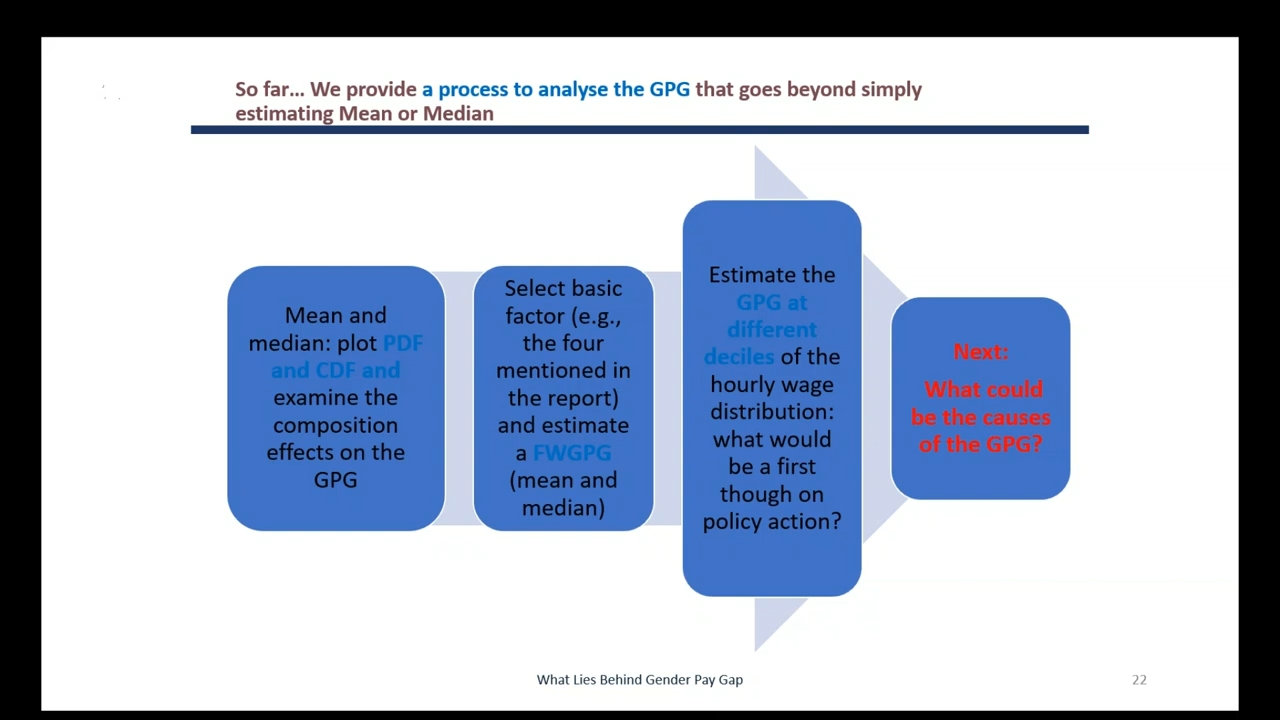 So far... We provide a process to analyse the GPG that goes beyond simply
estimating Mean or Median
Mean and
median: plot PDF
and CDF and
examine the
composition
effects on the
GPG
Select basic
factor (e.g.,
the four
mentioned in
the report)
and estimate
a FWGPG
(mean and
median)
Estimate the
GPG at
different
deciles of the
hourly wage
distribution:
what would
be a first
though on
policy action?
Next:
What could
be the causes
of the GPG?
What Lies Behind Gender Pay Gap
22